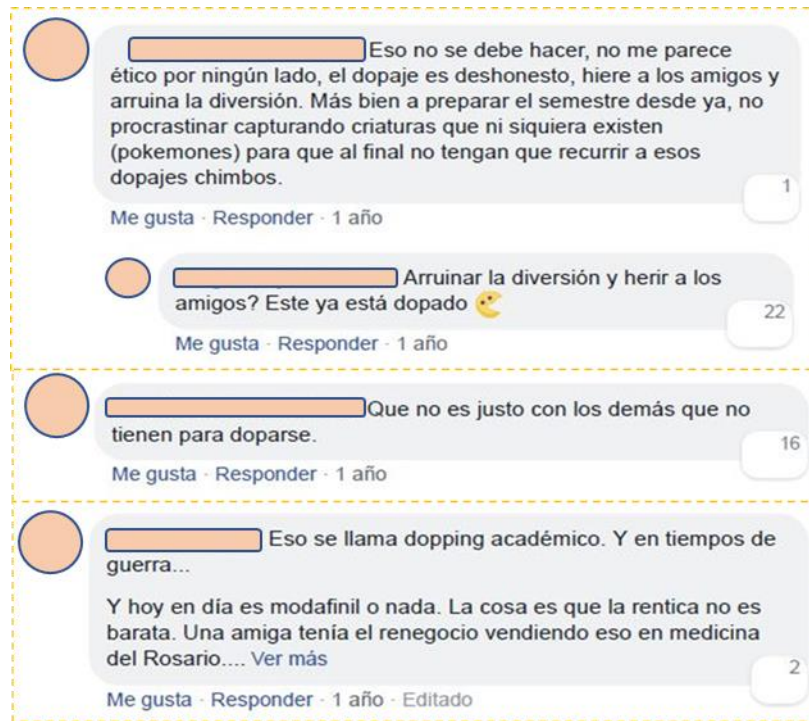 Eso no se debe hacer, no me parece
ético por ningún lado, el dopaje es deshonesto, hiere a los amigos y
arruina la diversión. Más bien a preparar el semestre desde ya, no
procrastinar capturando criaturas que ni siquiera existen
(pokemones) para que al final no tengan que recurrir a esos
dopajes chimbos.
1
Me gusta · Responder · 1 año
Arruinar la diversión y herir a los
amigos? Este ya está dopado
22
Me gusta · Responder · 1 año
Que no es justo con los demás que no
tienen para doparse.
16
Me gusta · Responder · 1 año
Eso se llama dopping académico. Y en tiempos de
guerra...
Y hoy en día es modafinil o nada. La cosa es que la rentica no es
barata. Una amiga tenía el renegocio vendiendo eso en medicina
del Rosario.... Ver más
2
Me gusta · Responder · 1 año · Editado